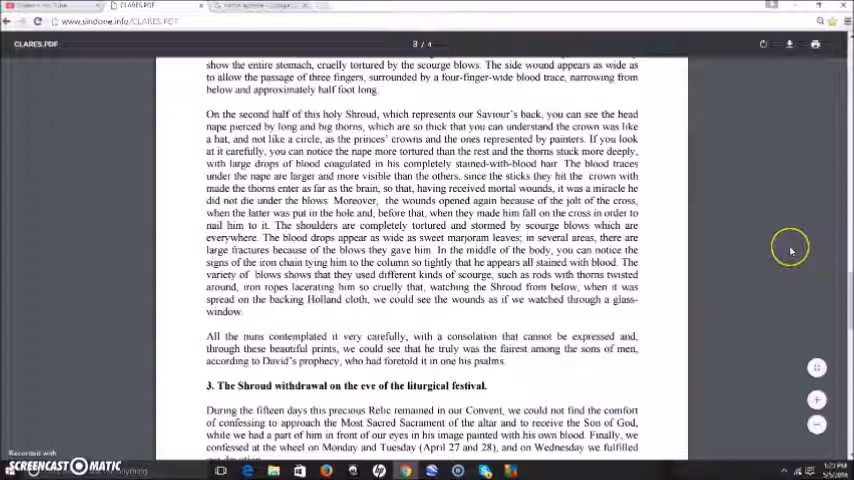 CLARES.PDF
www.sindone.info/CLARES.PDF
CLARES.PDF
3 / 4
show the entire stomach, cruelly tortured by the scourge blows. The side wound appears as wide as
to allow the passage of three fingers, surrounded by a four-finger-wide blood trace, narrowing from
below and approximately half foot long.
On the second half of this holy Shroud, which represents our Saviour's back, you can see the head
nape pierced by long and big thorns, which are so thick that you can understand the crown was like
a hat, and not like a circle, as the princes' crowns and the ones represented by painters. If you look
at it carefully, you can notice the nape more tortured than the rest and the thorns stuck more deeply,
with large drops of blood coagulated in his completely stained-with-blood hair. The blood traces
under the nape are larger and more visible than the others, since the sticks they hit the crown with
made the thorns enter as far as the brain, so that, having received mortal wounds, it was a miracle he
did not die under the blows. Moreover, the wounds opened again because of the jolt of the cross,
when the latter was put in the hole and, before that, when they made him fall on the cross in order to
nail him to it. The shoulders are completely tortured and stormed by scourge blows which are
everywhere. The blood drops appear as wide as sweet marjoram leaves; in several areas, there are
large fractures because of the blows they gave him. In the middle of the body, you can notice the
signs of the iron chain tying him to the column so tightly that he appears all stained with blood. The
variety of blows shows that they used different kinds of scourge, such as rods with thorns twisted
around, iron ropes lacerating him so cruelly that, watching the Shroud from below, when it was
spread on the backing Holland cloth, we could see the wounds as if we watched through a glass-
window.
All the nuns contemplated it very carefully, with a consolation that cannot be expressed and,
through these beautiful prints, we could see that he truly was the fairest among the sons of men,
according to David's prophecy, who had foretold it in one his psalms.
3. The Shroud withdrawal on the eve of the liturgical festival.
During the fifteen days this precious Relic remained in our Convent, we could not find the comfort
of confessing to approach the Most Sacred Sacrament of the altar and to receive the Son of God,
while we had a part of him in front of our eyes in his image painted with his own blood. Finally, we
confessed at the wheel on Monday and Tuesday (April 27 and 28), and on Wednesday we fulfilled
Recorded with
SCREENCAST MATIC
anything
1:23 PM
5/5/2016